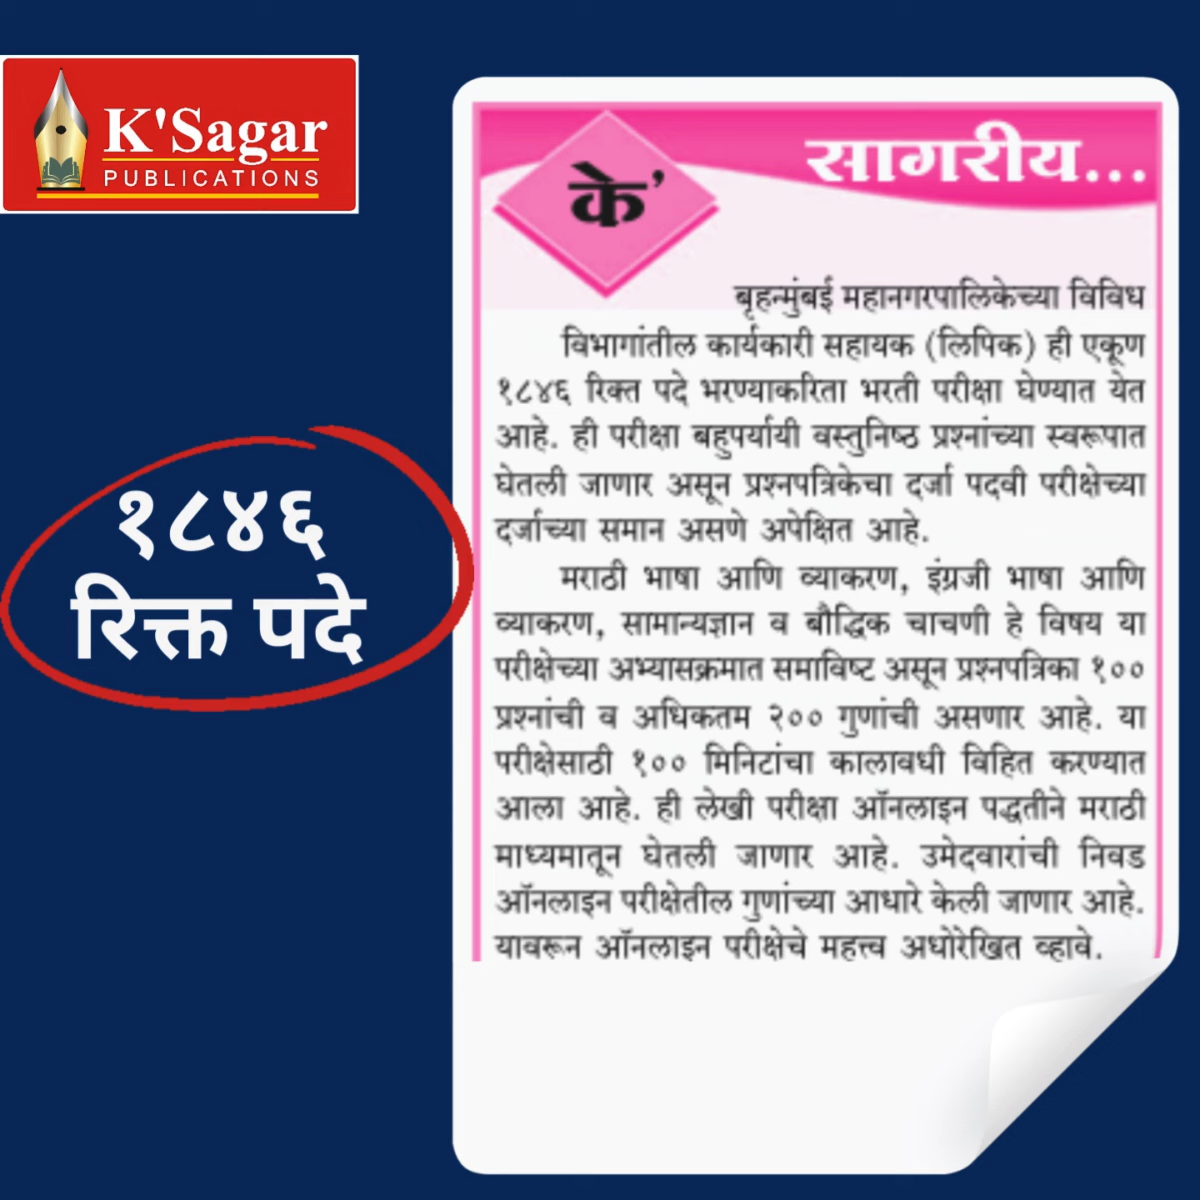 K'Sagar
PUBLICATIONS
के’
सागरीय...
बृहन्मुंबई महानगरपालिकेच्या विविध
विभागांतील कार्यकारी सहायक (लिपिक) ही एकूण
१८४६ रिक्त पदे भरण्याकरिता भरती परीक्षा घेण्यात येत
आहे. ही परीक्षा बहुपर्यायी वस्तुनिष्ठ प्रश्नांच्या स्वरूपात
घेतली जाणार असून प्रश्नपत्रिकेचा दर्जा पदवी परीक्षेच्या
दर्जाच्या समान असणे अपेक्षित आहे.
मराठी भाषा आणि व्याकरण, इंग्रजी भाषा आणि
व्याकरण, सामान्यज्ञान व बौद्धिक चाचणी हे विषय या
परीक्षेच्या अभ्यासक्रमात समाविष्ट असून प्रश्नपत्रिका १००
प्रश्नांची व अधिकतम २०० गुणांची असणार आहे. या
परीक्षेसाठी १०० मिनिटांचा कालावधी विहित करण्यात
आला आहे. ही लेखी परीक्षा ऑनलाइन पद्धतीने मराठी
माध्यमातून घेतली जाणार आहे. उमेदवारांची निवड
ऑनलाइन परीक्षेतील गुणांच्या आधारे केली जाणार आहे.
यावरून ऑनलाइन परीक्षेचे महत्त्व अधोरेखित व्हावे.
१८४६
रिक्त पदे